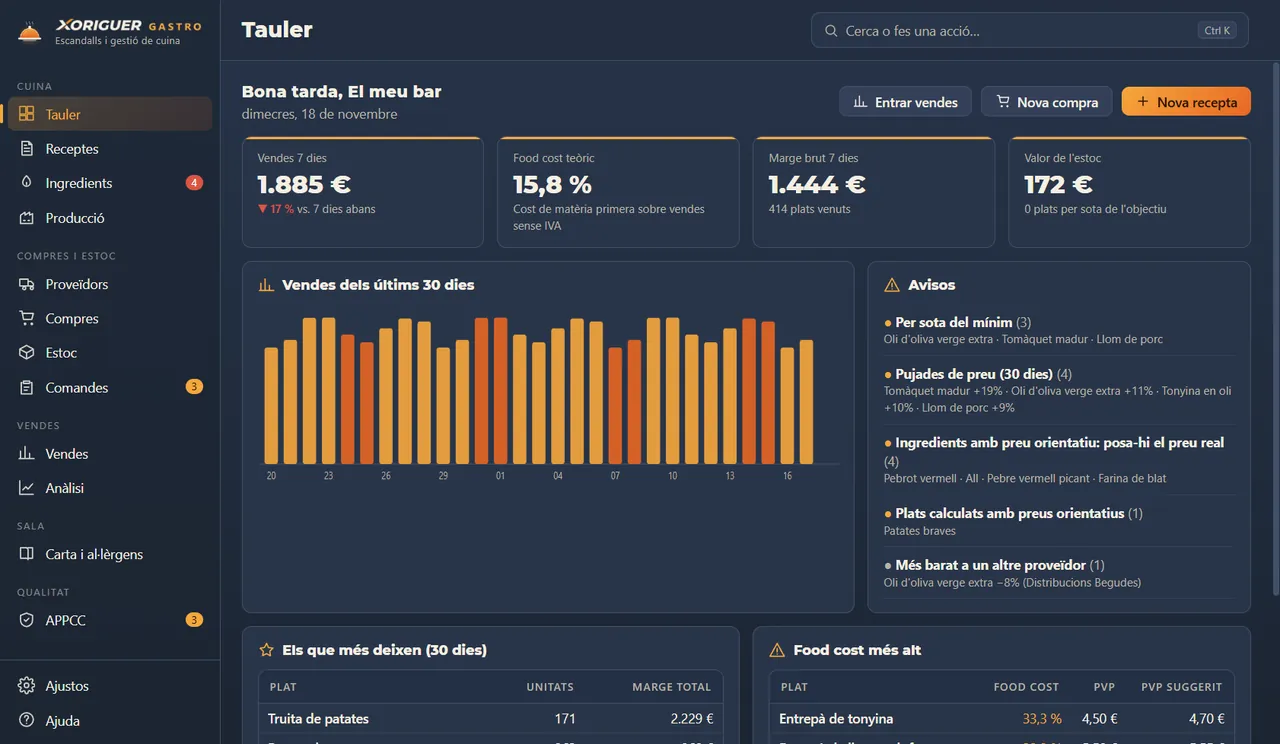 XORIGUER GASTRO
Escandalls i gestió de cuina
Tauler
Cerca o fes una acció...
Ctrl K
CUINA
Tauler
Receptes
Ingredients 4
Producció
COMPRES I ESTOC
Proveïdors
Compres
Estoc
Comandes 3
VENDES
Vendes
Anàlisi
SALA
Carta i al·lèrgens
QUALITAT
APPCC 3
Ajustos
Ajuda
Bona tarda, El meu bar
dimecres, 18 de novembre
Entrar vendes
Nova compra
+ Nova recepta
Vendes 7 dies
1.885 €
▼ 17 % vs. 7 dies abans
Food cost teòric
15,8 %
Cost de matèria primera sobre vendes
sense IVA
Marge brut 7 dies
1.444 €
414 plats venuts
Valor de l'estoc
172 €
0 plats per sota de l'objectiu
Vendes dels últims 30 dies
20 23 26 29 01 04 07 10 13 16
Avisos
Per sota del mínim (3)
Oli d'oliva verge extra · Tomàquet madur · Llom de porc
Pujades de preu (30 dies) (4)
Tomàquet madur +19% · Oli d'oliva verge extra +11% · Tonyina en oli
+10% · Llom de porc +9%
Ingredients amb preu orientatiu: posa-hi el preu real
(4)
Pebrot vermell · All · Pebre vermell picant · Farina de blat
Plats calculats amb preus orientatius (1)
Patates braves
Més barat a un altre proveïdor (1)
Oli d'oliva verge extra −8% (Distribucions Begudes)
Els que més deixen (30 dies)
PLAT UNITATS MARGE TOTAL
Truita de patates 171 2.229 €
Food cost més alt
PLAT FOOD COST PVP PVP SUGGERIT
Entrepà de tonyina 33,3 % 4,50 € 4,70 €